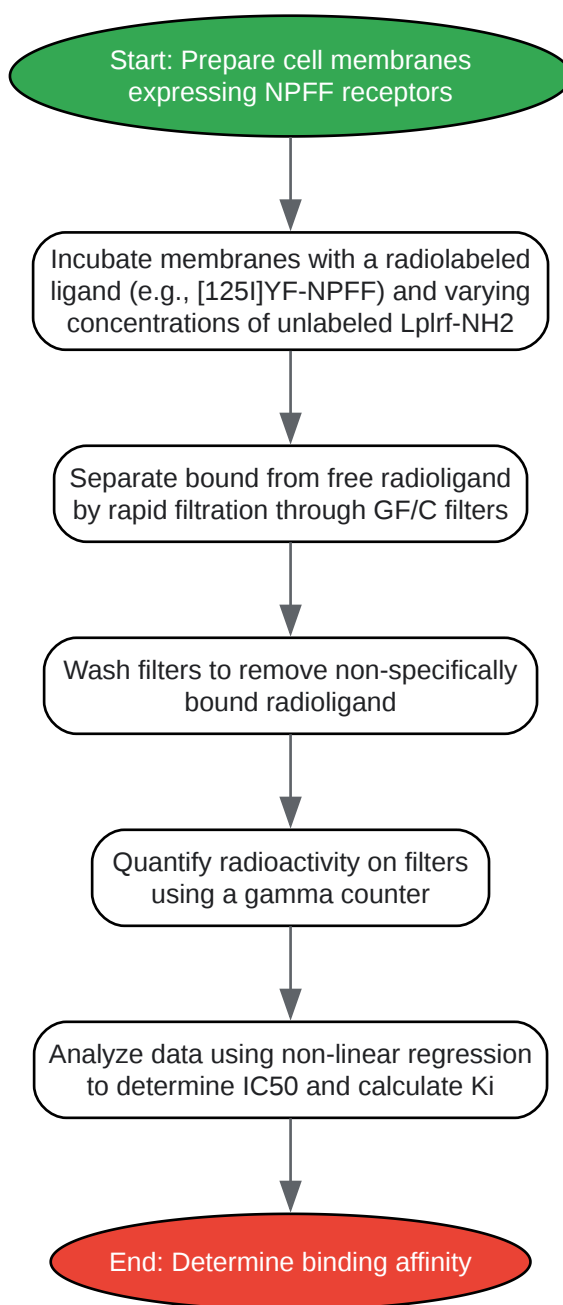 Start: Prepare cell membranes
expressing NPFF receptors
Incubate membranes with a radiolabeled
ligand (e.g., [125I]YF-NPFF) and varying
concentrations of unlabeled Lplrf-NH2
Separate bound from free radioligand
by rapid filtration through GF/C filters
Wash filters to remove non-specifically
bound radioligand
Quantify radioactivity on filters
using a gamma counter
Analyze data using non-linear regression
to determine IC50 and calculate Ki
End: Determine binding affinity